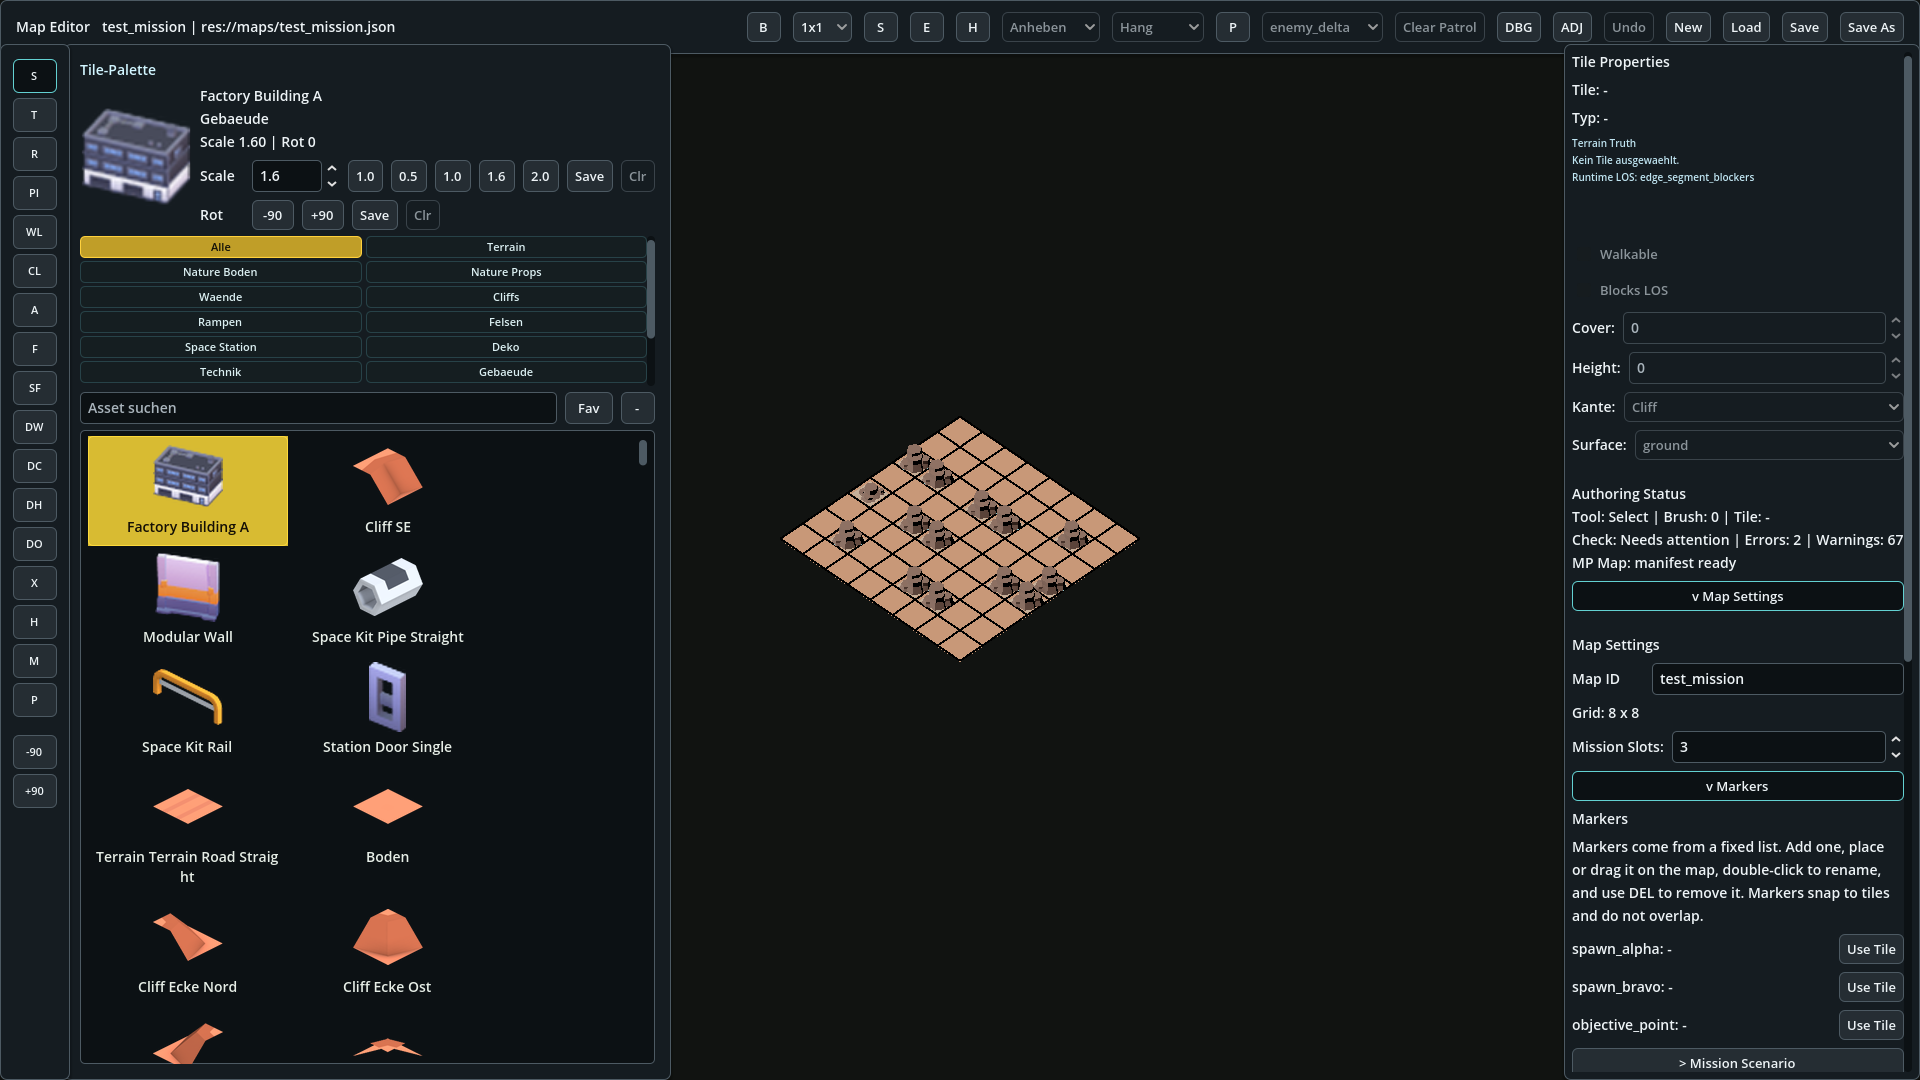 Map Editor test_mission | res://maps/test_mission.json
B 1x1 S E H Anheben Hang P enemy_delta Clear Patrol DBG ADJ Undo New Load Save Save As
S
T
R
PI
WL
CL
A
F
SF
DW
DC
DH
DO
X
H
M
P
-90
+90
Tile-Palette
Factory Building A
Gebaeude
Scale 1.60 | Rot 0
Scale 1.6 1.0 0.5 1.0 1.6 2.0 Save Clr
Rot -90 +90 Save Clr
Alle Terrain
Nature Boden Nature Props
Waende Cliffs
Rampen Felsen
Space Station Deko
Technik Gebaeude
Asset suchen Fav -
Factory Building A Cliff SE
Modular Wall Space Kit Pipe Straight
Space Kit Rail Station Door Single
Terrain Terrain Road Straig
ht
Boden
Cliff Ecke Nord Cliff Ecke Ost
Tile Properties
Tile: -
Typ: -
Terrain Truth
Kein Tile ausgewaehlt.
Runtime LOS: edge_segment_blockers
Walkable
Blocks LOS
Cover: 0
Height: 0
Kante: Cliff
Surface: ground
Authoring Status
Tool: Select | Brush: 0 | Tile: -
Check: Needs attention | Errors: 2 | Warnings: 67
MP Map: manifest ready
v Map Settings
Map Settings
Map ID test_mission
Grid: 8 x 8
Mission Slots: 3
v Markers
Markers
Markers come from a fixed list. Add one, place
or drag it on the map, double-click to rename,
and use DEL to remove it. Markers snap to tiles
and do not overlap.
spawn_alpha: - Use Tile
spawn_bravo: - Use Tile
objective_point: - Use Tile
> Mission Scenario